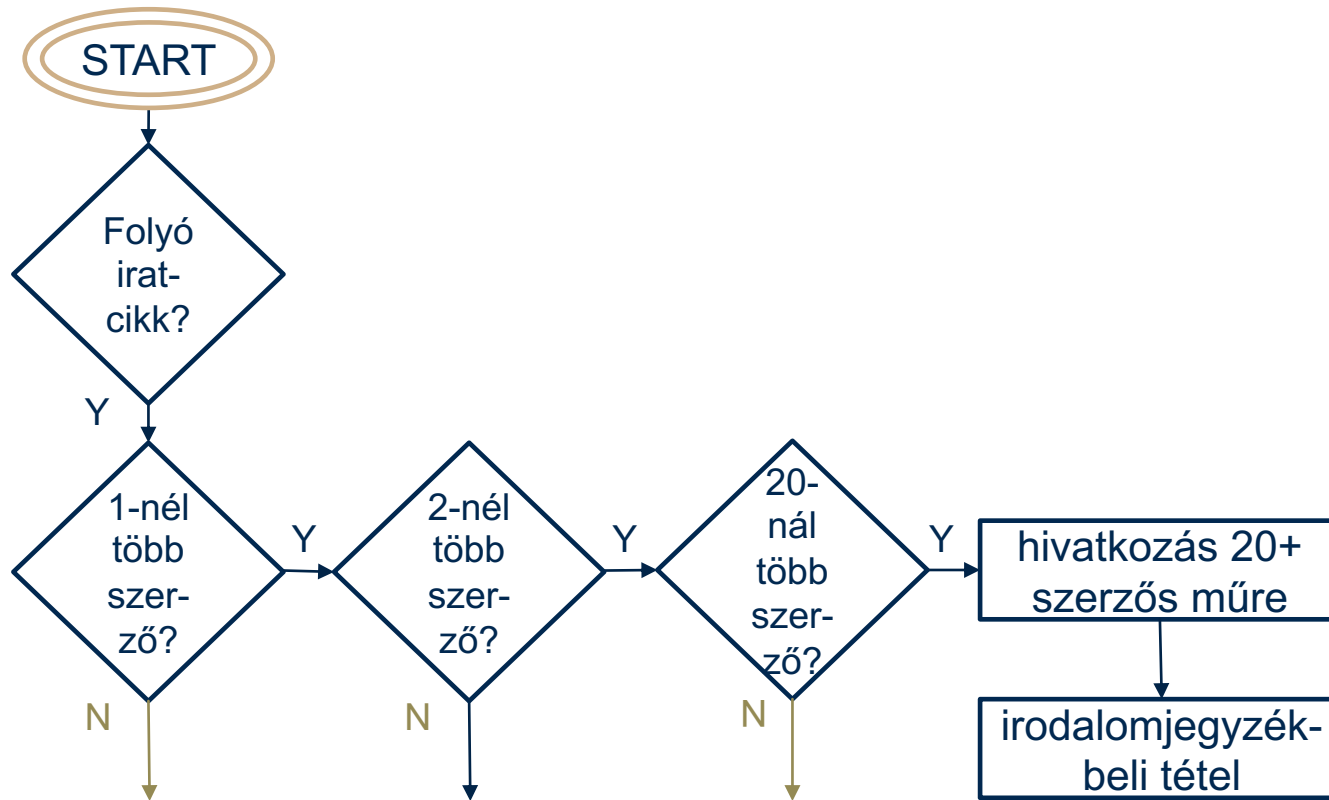 START
Folyó
irat-
cikk?
Y
1-nél
több
szer-
ző?
Y
2-nél
több
szer-
ző?
Y
20-
nál
több
szer-
ző?
Y
hivatkozás 20+
szerzős műre
N
N
N
irodalomjegyzék-
beli tétel